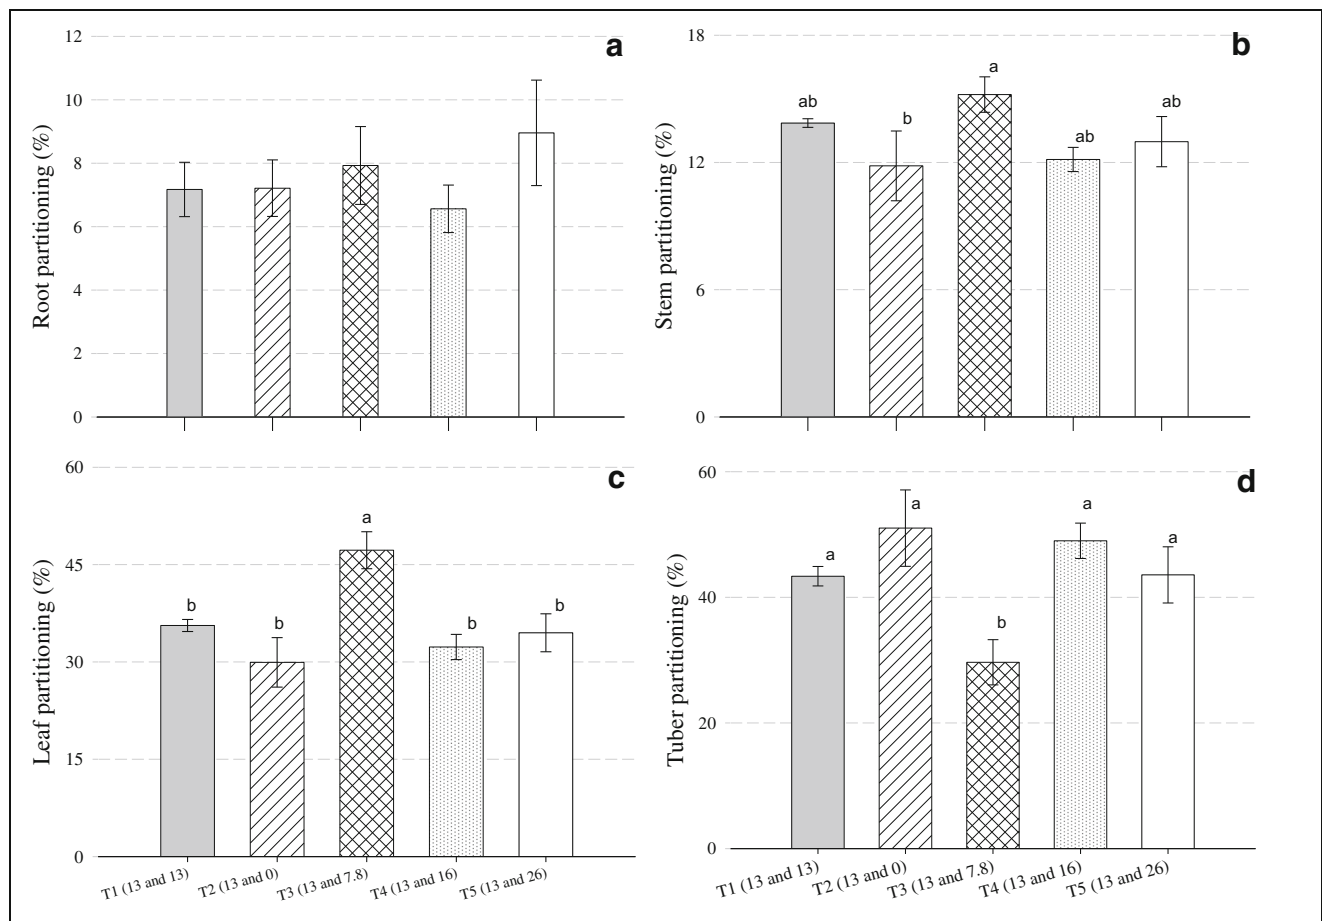 a
Root partitioning (%)
12
10
8
6
4
2
0
b
Stem partitioning (%)
18
12
6
0
ab
b
a
ab
ab
c
Leaf partitioning (%)
60
45
30
15
0
b
b
a
b
b
T1 (13 and 13)
T2 (13 and 0)
T3 (13 and 7.8)
T4 (13 and 16)
T5 (13 and 26)
d
Tuber partitioning (%)
60
40
20
0
a
a
b
a
a
T1 (13 and 13)
T2 (13 and 0)
T3 (13 and 7.8)
T4 (13 and 16)
T5 (13 and 26)